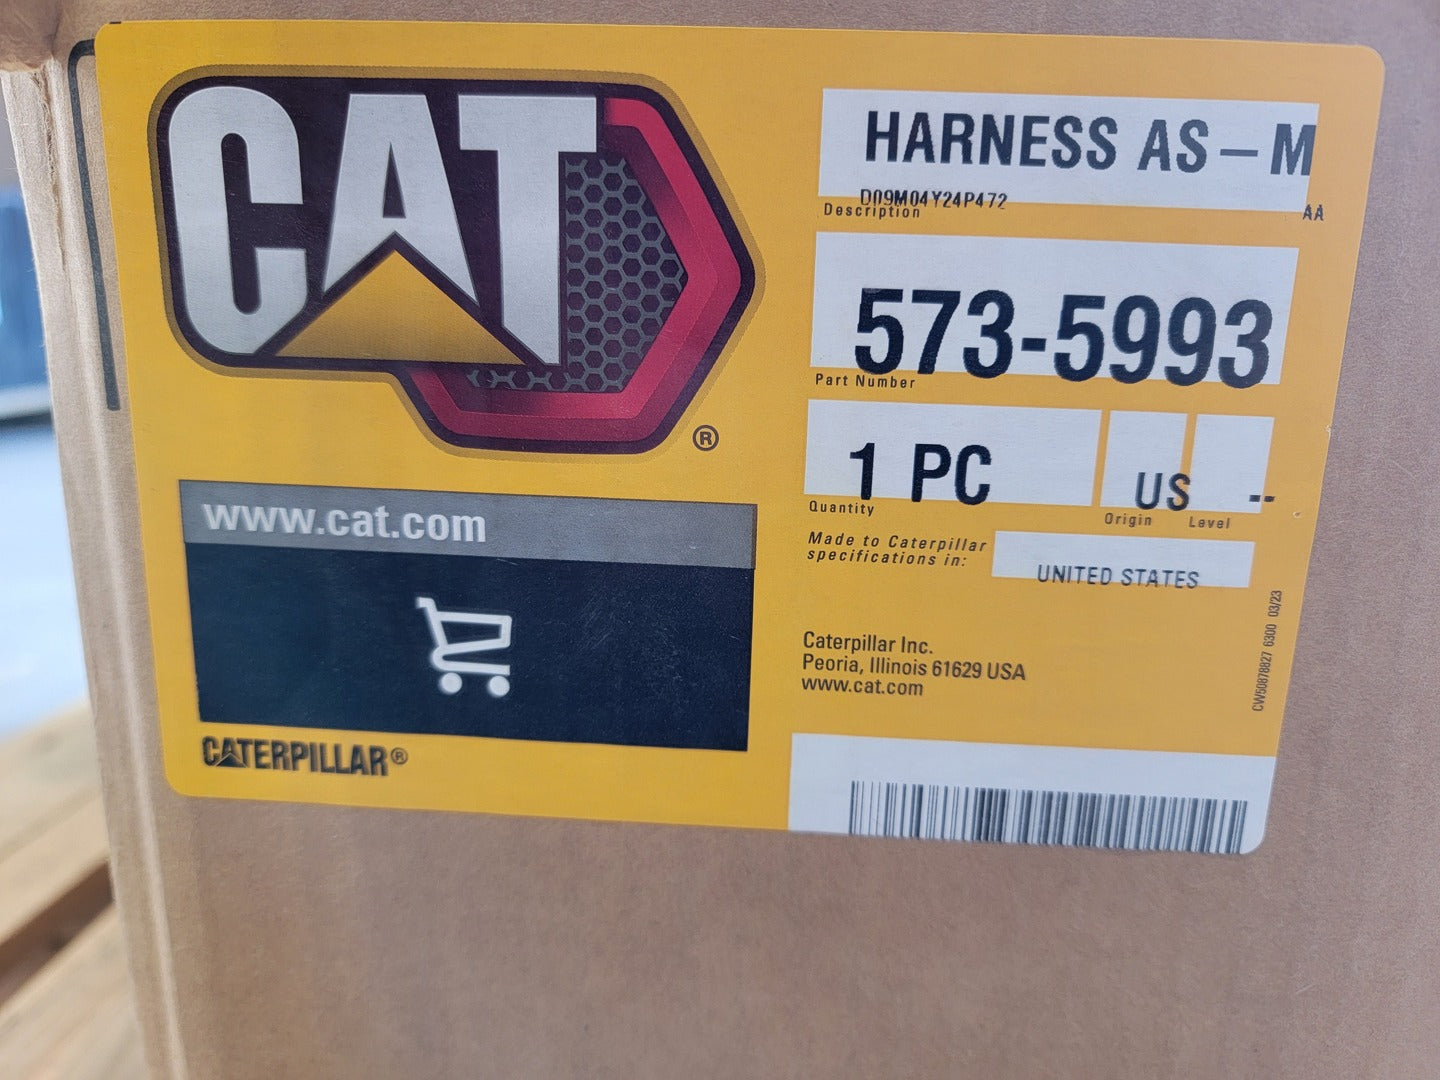 CAT
®
www.cat.com
CATERPILLAR®
HARNESS AS-M
D09M04Y24P472
Description
AA
573-5993
Part Number
1 PC
US
--
Quantity
Origin
Level
Made to Caterpillar
specifications in:
UNITED STATES
Caterpillar Inc.
Peoria, Illinois 61629 USA
www.cat.com
CW50878827 6300 03/23